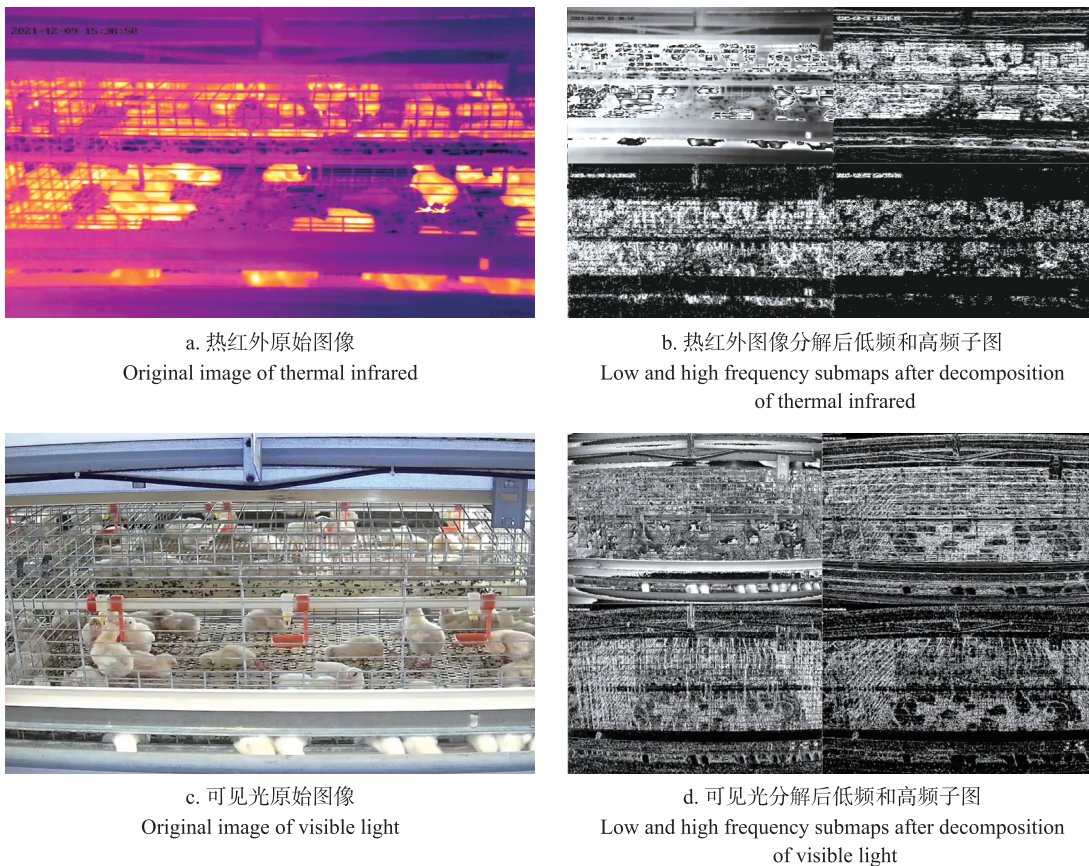 2021-12-09 15:38:58
a. 热红外原始图像
Original image of thermal infrared
b. 热红外图像分解后低频和高频子图
Low and high frequency submaps after decomposition
of thermal infrared
c. 可见光原始图像
Original image of visible light
d. 可见光分解后低频和高频子图
Low and high frequency submaps after decomposition
of visible light